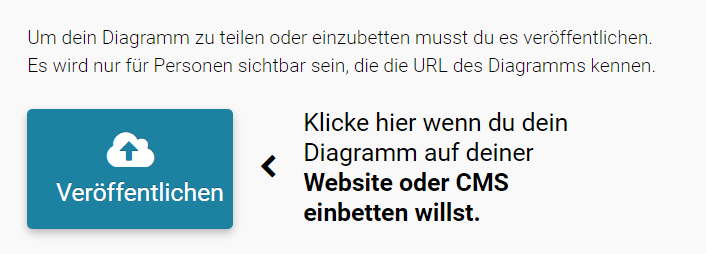 Um dein Diagramm zu teilen oder einzubetten musst du es veröffentlichen.
Es wird nur für Personen sichtbar sein, die die URL des Diagramms kennen.
Veröffentlichen
Klicke hier wenn du dein
Diagramm auf deiner
Website oder CMS
einbetten willst.